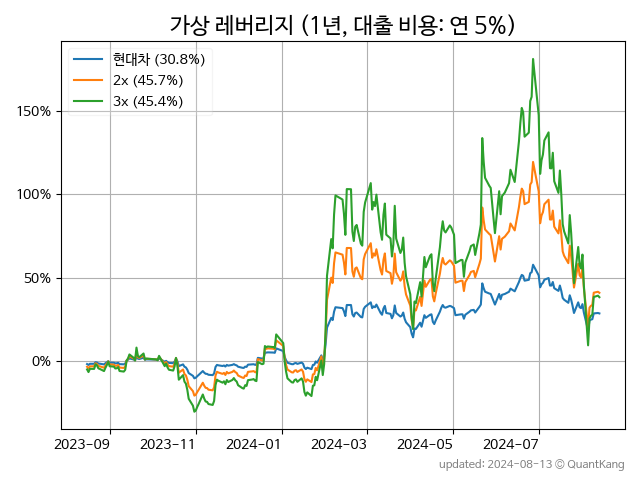 가상 레버리지 (1년, 대출 비용: 연 5%)
현대차 (30.8%)
2x (45.7%)
3x (45.4%)
150%
100%
50%
0%
2023-09 2023-11 2024-01 2024-03 2024-05 2024-07
updated: 2024-08-13 © QuantKang